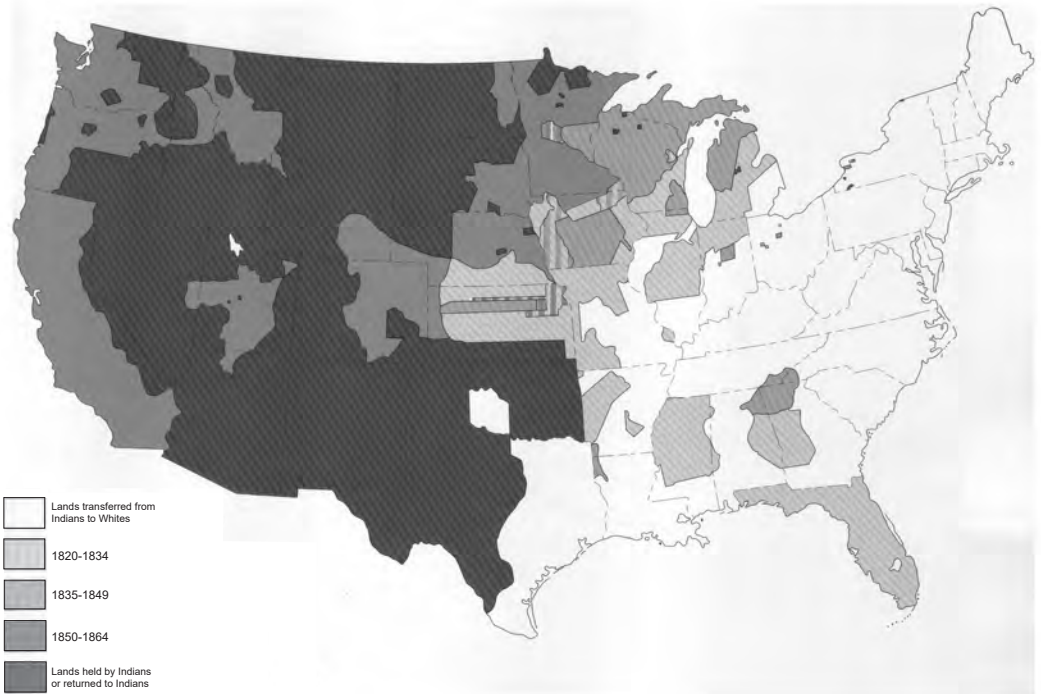 Lands transferred from
Indians to Whites
1820-1834
1835-1849
1850-1864
Lands held by Indians
or returned to Indians